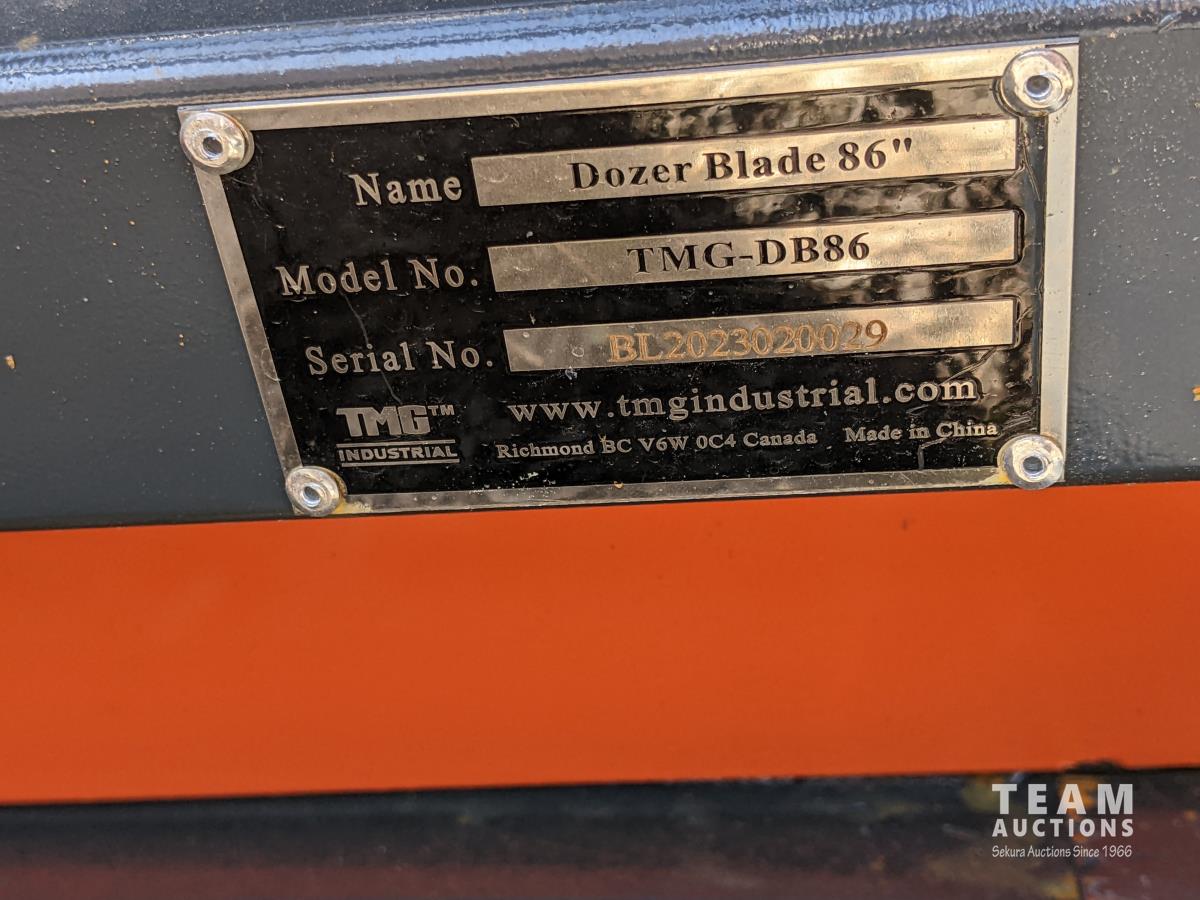 Name Dozer Blade 86"
Model No. TMG-DB86
Serial No. BL2023020029
TMG™
INDUSTRIAL
www.tmgindustrial.com
Richmond BC V6W 0C4 Canada Made in China
TEAM
AUCTIONS
Sekura Auctions Since 1966